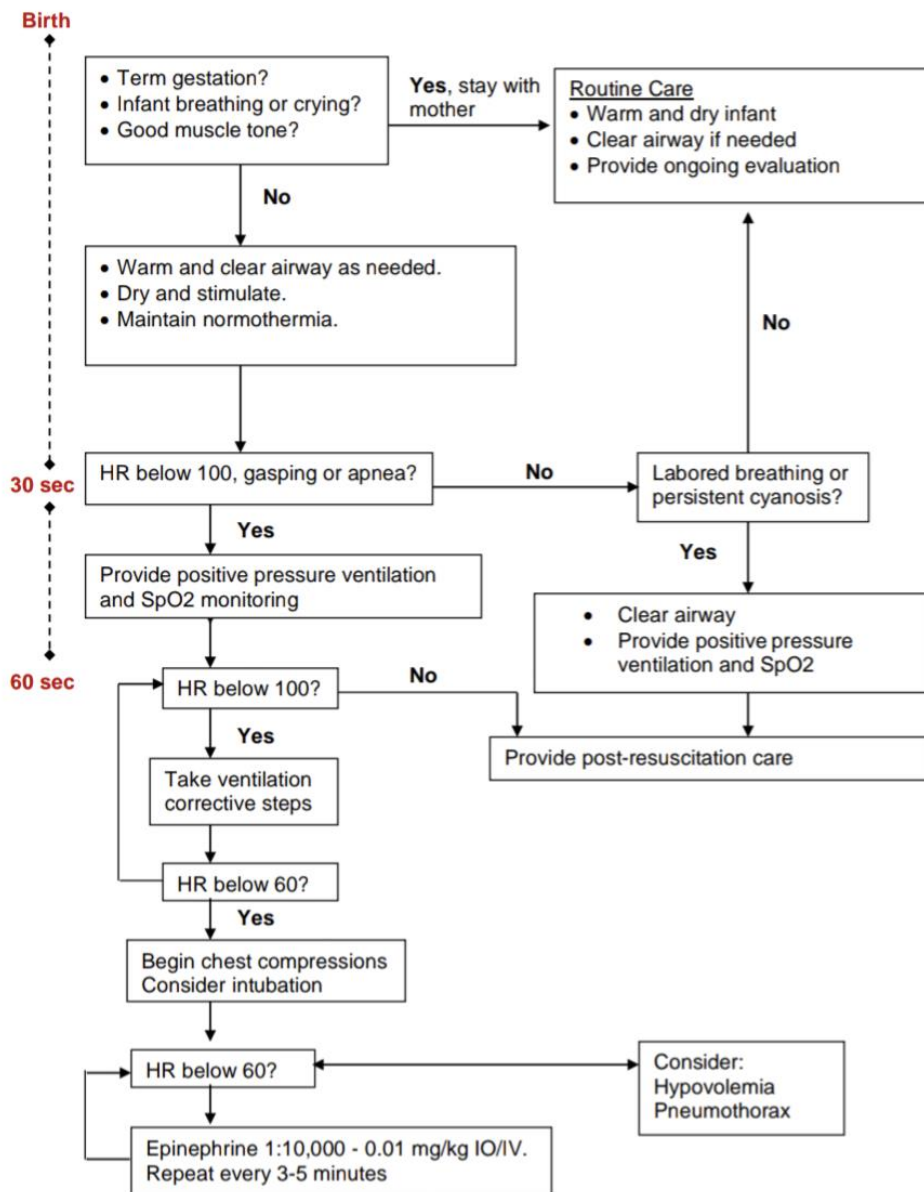 Birth
• Term gestation?
• Infant breathing or crying?
• Good muscle tone?
Yes, stay with
mother
Routine Care
• Warm and dry infant
• Clear airway if needed
• Provide ongoing evaluation
No
• Warm and clear airway as needed.
• Dry and stimulate.
• Maintain normothermia.
No
30 sec
HR below 100, gasping or apnea?
No
Labored breathing or
persistent cyanosis?
Yes
Yes
Provide positive pressure ventilation
and SpO2 monitoring
• Clear airway
• Provide positive pressure
ventilation and SpO2
60 sec
HR below 100?
No
Yes
Provide post-resuscitation care
Take ventilation
corrective steps
HR below 60?
Yes
Begin chest compressions
Consider intubation
HR below 60?
Consider:
Hypovolemia
Pneumothorax
Epinephrine 1:10,000 - 0.01 mg/kg IO/IV.
Repeat every 3-5 minutes